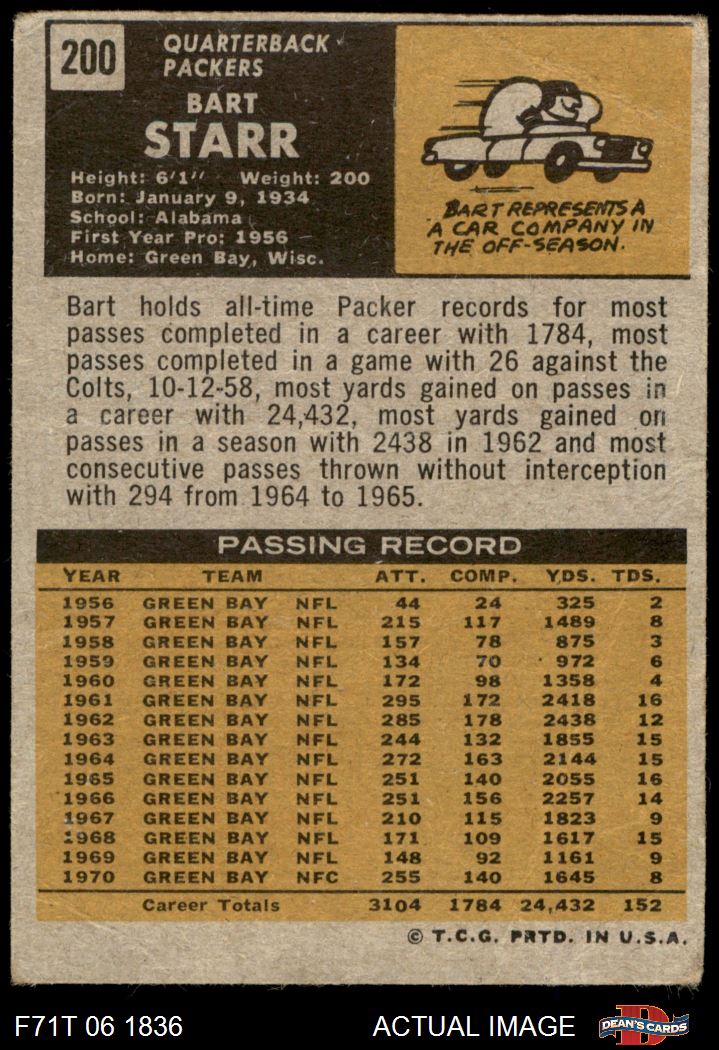 200
QUARTERBACK
PACKERS
BART
STARR
Height: 6'1" Weight: 200
Born: January 9, 1934
School: Alabama
First Year Pro: 1956
Home: Green Bay, Wisc.
BART REPRESENTS A
A CAR COMPANY IN
THE OFF-SEASON.
Bart holds all-time Packer records for most
passes completed in a career with 1784, most
passes completed in a game with 26 against the
Colts, 10-12-58, most yards gained on passes in
a career with 24,432, most yards gained on
passes in a season with 2438 in 1962 and most
consecutive passes thrown without interception
with 294 from 1964 to 1965.
PASSING RECORD
YEAR TEAM ATT. COMP. YDS. TDS.
1956 GREEN BAY NFL 44 24 325 2
1957 GREEN BAY NFL 215 117 1489 8
1958 GREEN BAY NFL 157 78 875 3
1959 GREEN BAY NFL 134 70 972 6
1960 GREEN BAY NFL 172 98 1358 4
1961 GREEN BAY NFL 295 172 2418 16
1962 GREEN BAY NFL 285 178 2438 12
1963 GREEN BAY NFL 244 132 1855 15
1964 GREEN BAY NFL 272 163 2144 15
1965 GREEN BAY NFL 251 140 2055 16
1966 GREEN BAY NFL 251 156 2257 14
1967 GREEN BAY NFL 210 115 1823 9
1968 GREEN BAY NFL 171 109 1617 15
1969 GREEN BAY NFL 148 92 1161 9
1970 GREEN BAY NFC 255 140 1645 8
Career Totals 3104 1784 24,432 152
© T.C.G. PRTD. IN U.S.A.
F71T 06 1836 ACTUAL IMAGE
D
DEAN'S CARDS